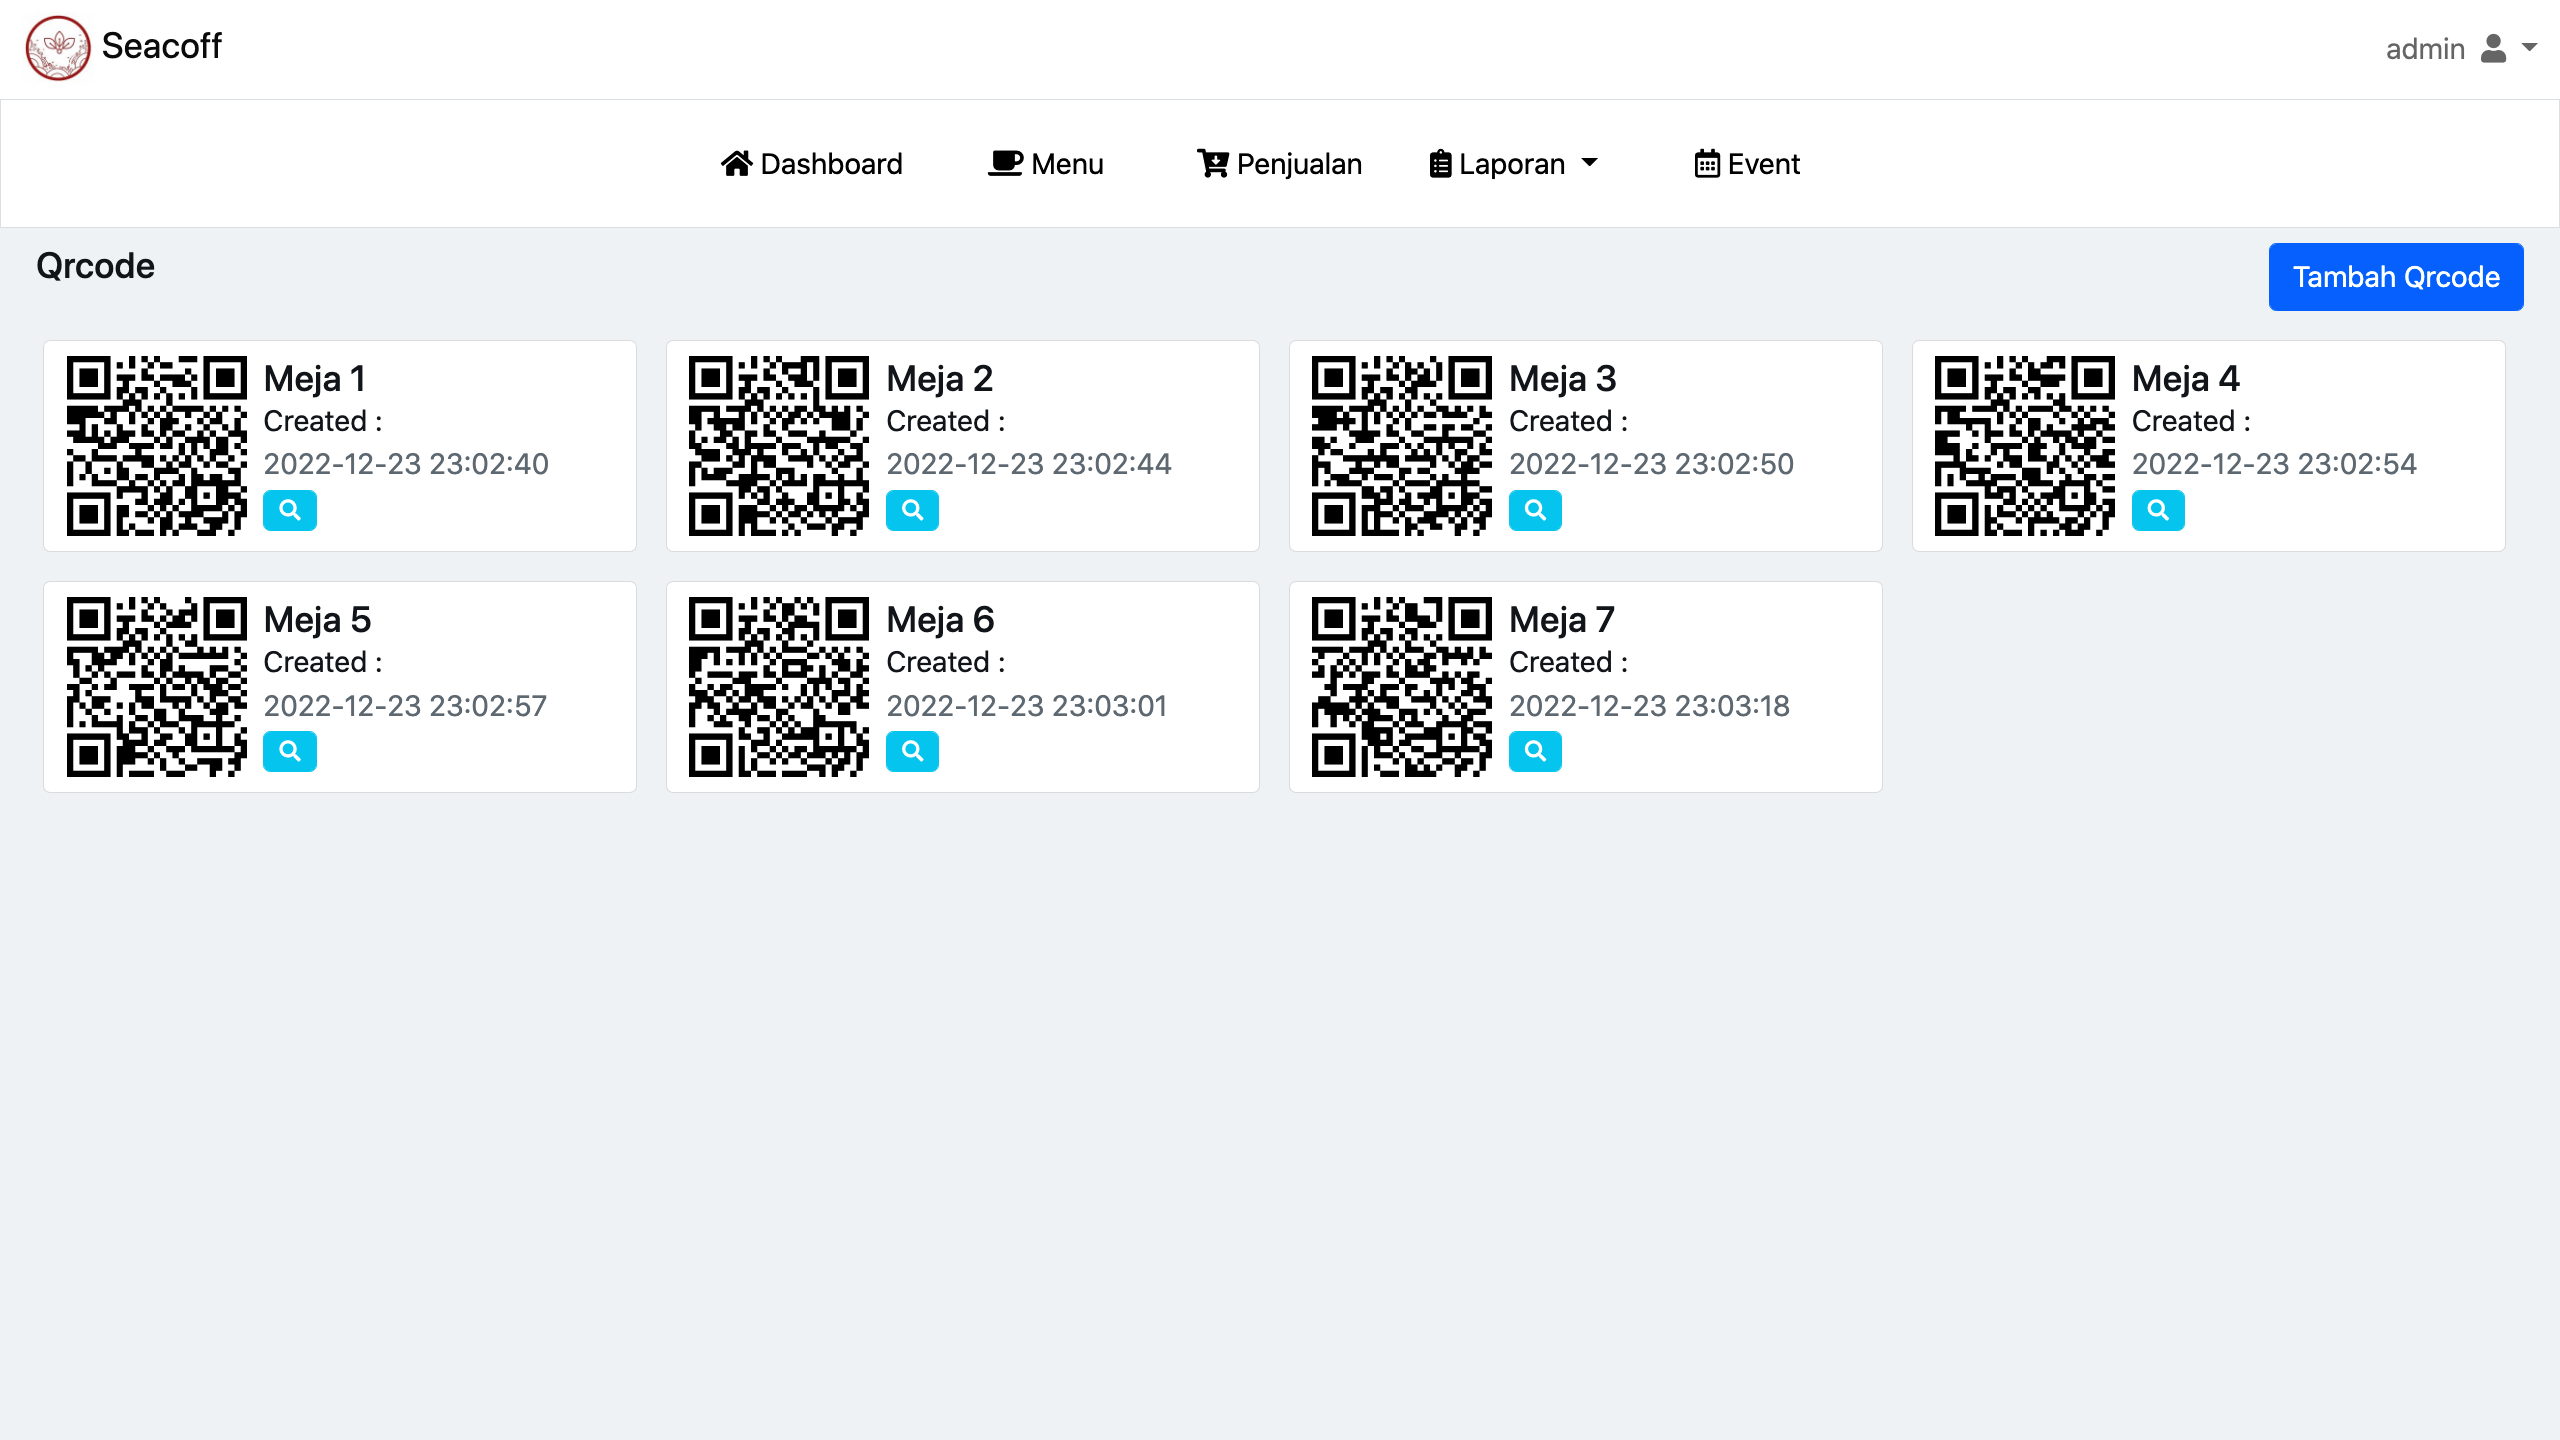 Seacoff
admin
Dashboard
Menu
Penjualan
Laporan
Event
Qrcode
Tambah Qrcode
Meja 1
Created :
2022-12-23 23:02:40
Meja 2
Created :
2022-12-23 23:02:44
Meja 3
Created :
2022-12-23 23:02:50
Meja 4
Created :
2022-12-23 23:02:54
Meja 5
Created :
2022-12-23 23:02:57
Meja 6
Created :
2022-12-23 23:03:01
Meja 7
Created :
2022-12-23 23:03:18